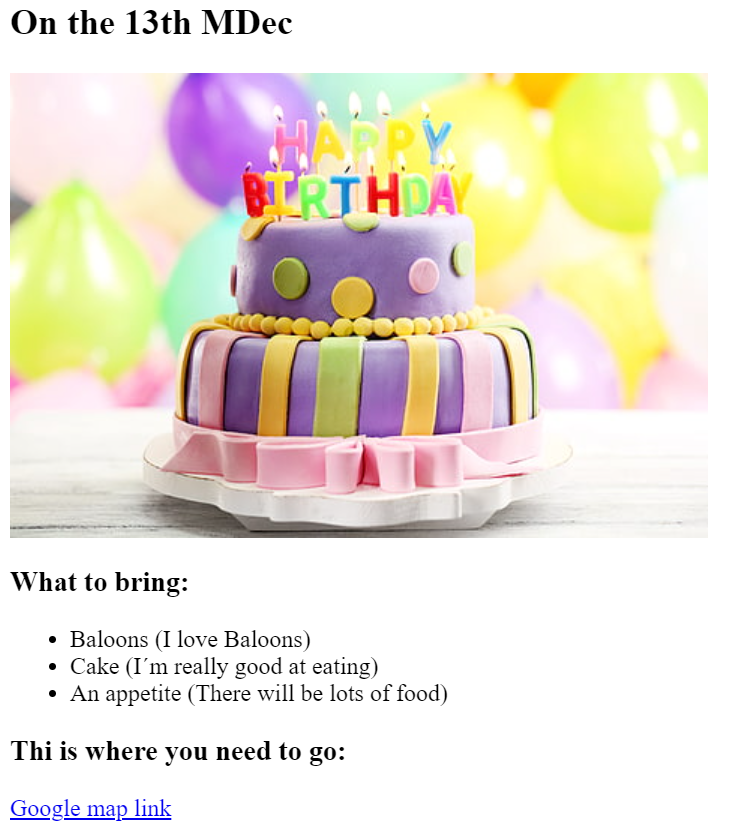 On the 13th MDec
HAPPY
BIRTHDAY
What to bring:
Baloons (I love Baloons)
Cake (I´m really good at eating)
An appetite (There will be lots of food)
Thi is where you need to go:
Google map link